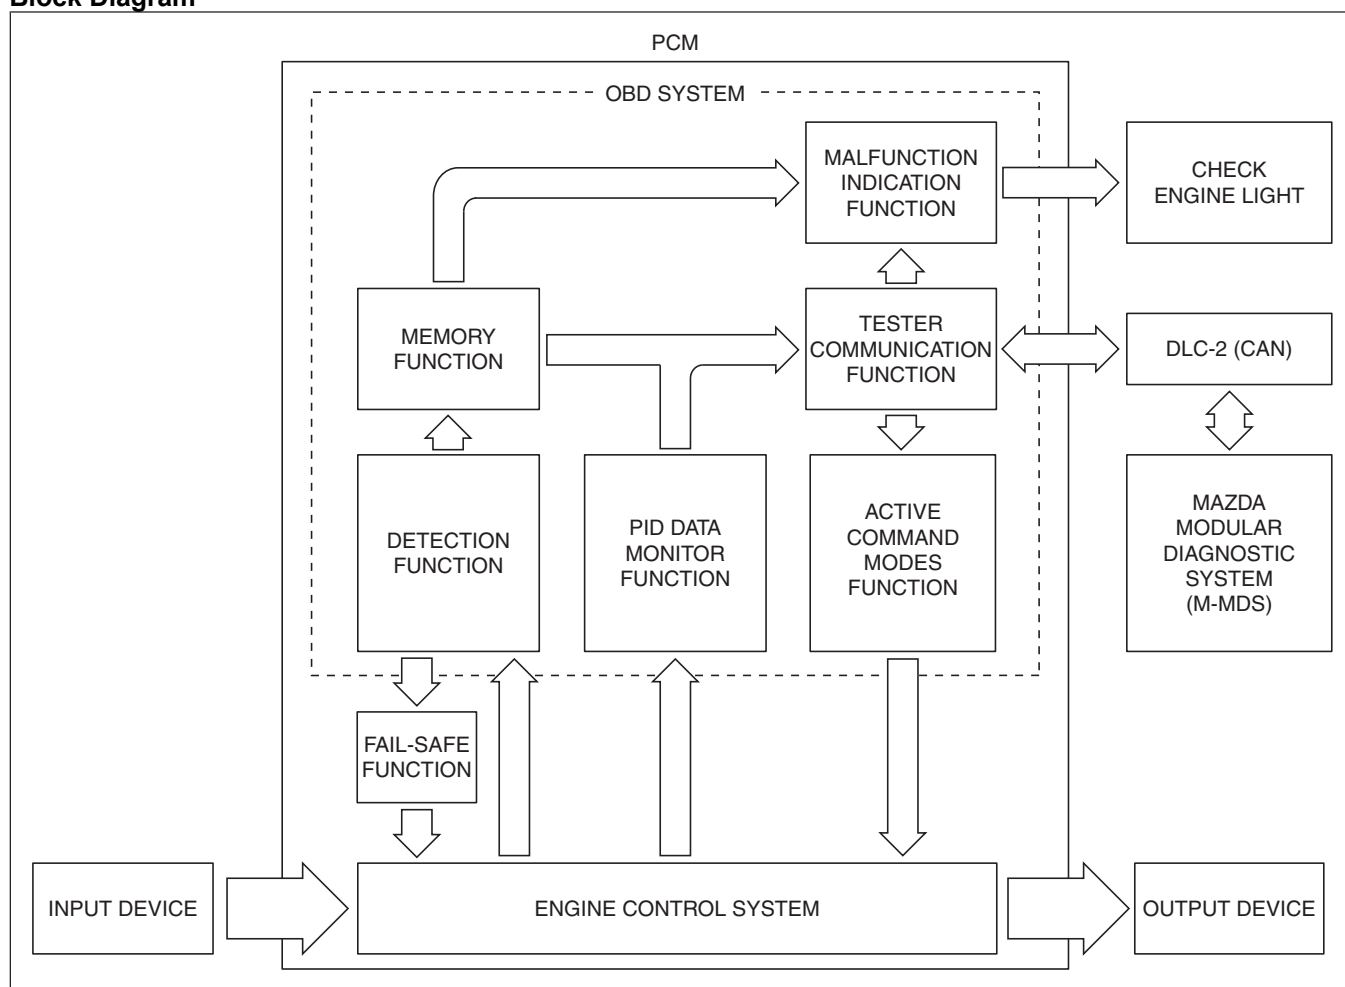 Block Diagram
PCM
OBD SYSTEM
MALFUNCTION
INDICATION
FUNCTION
CHECK
ENGINE LIGHT
MEMORY
FUNCTION
TESTER
COMMUNICATION
FUNCTION
DLC-2 (CAN)
DETECTION
FUNCTION
PID DATA
MONITOR
FUNCTION
ACTIVE
COMMAND
MODES
FUNCTION
MAZDA
MODULAR
DIAGNOSTIC
SYSTEM
(M-MDS)
FAIL-SAFE
FUNCTION
INPUT DEVICE
ENGINE CONTROL SYSTEM
OUTPUT DEVICE